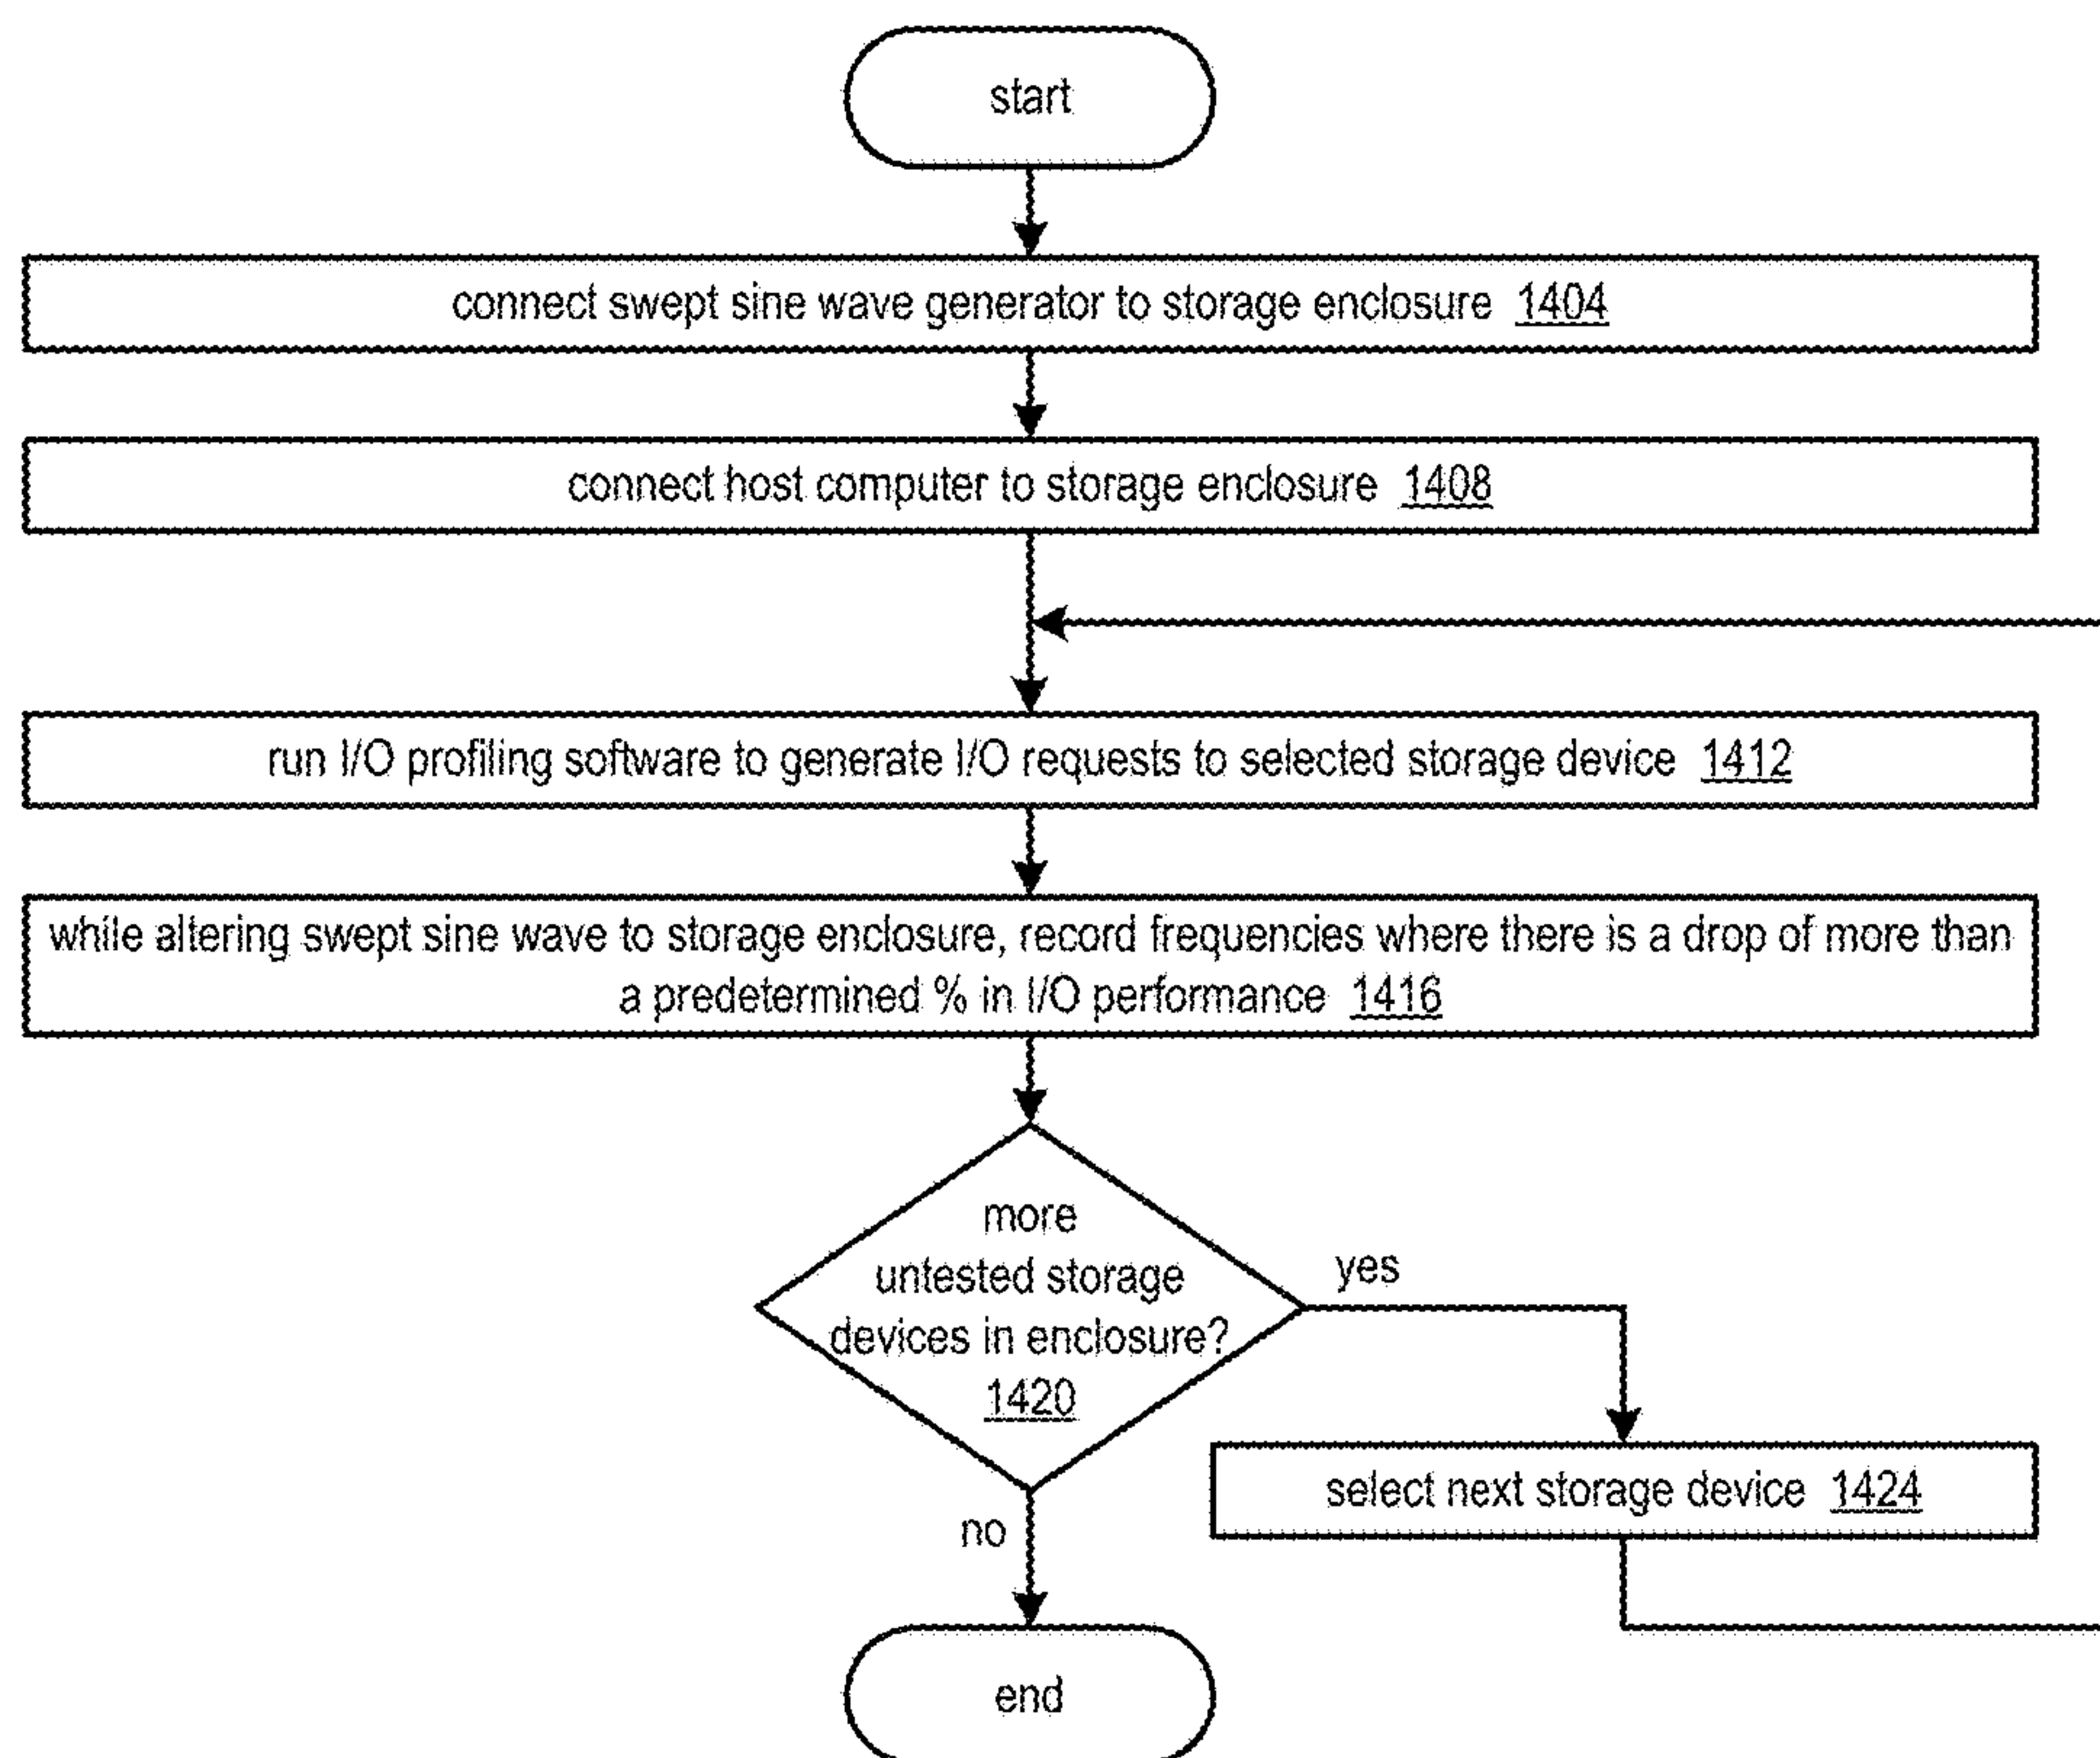 start
connect swept sine wave generator to storage enclosure 1404
connect host computer to storage enclosure 1408
run I/O profiling software to generate I/O requests to selected storage device 1412
while altering swept sine wave to storage enclosure, record frequencies where there is a drop of more than
a predetermined % in I/O performance 1416
more
untested storage
devices in enclosure?
1420
yes
select next storage device 1424
no
end